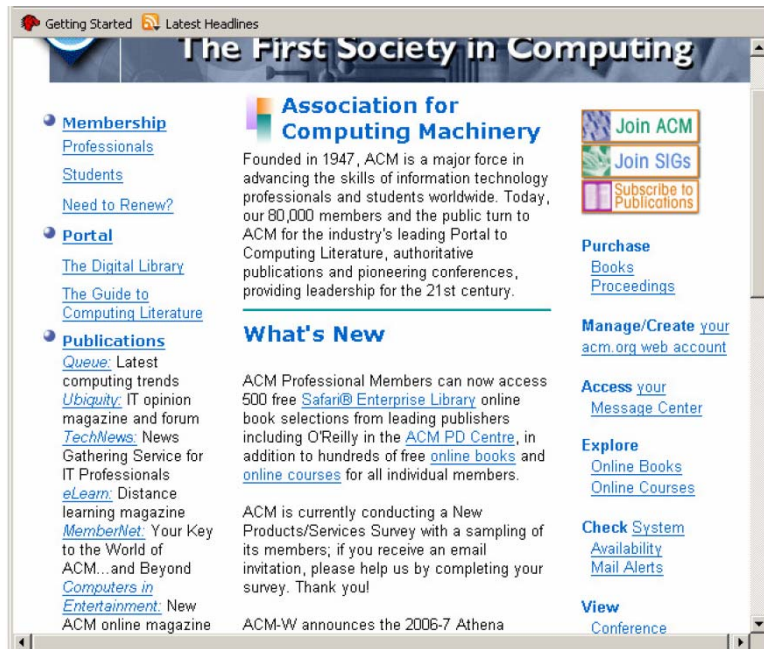 Getting Started Latest Headlines
The First Society in Computing
Membership
Professionals
Students
Need to Renew?
Portal
The Digital Library
The Guide to
Computing Literature
Publications
Queue: Latest
computing trends
Ubiquity: IT opinion
magazine and forum
TechNews: News
Gathering Service for
IT Professionals
eLearn: Distance
learning magazine
MemberNet: Your Key
to the World of
ACM...and Beyond
Computers in
Entertainment: New
ACM online magazine
Association for
Computing Machinery
Founded in 1947, ACM is a major force in
advancing the skills of information technology
professionals and students worldwide. Today,
our 80,000 members and the public turn to
ACM for the industry's leading Portal to
Computing Literature, authoritative
publications and pioneering conferences,
providing leadership for the 21st century.
What's New
ACM Professional Members can now access
500 free Safari® Enterprise Library online
book selections from leading publishers
including O'Reilly in the ACM PD Centre, in
addition to hundreds of free online books and
online courses for all individual members.
ACM is currently conducting a New
Products/Services Survey with a sampling of
its members; if you receive an email
invitation, please help us by completing your
survey. Thank you!
ACM-W announces the 2006-7 Athena
Join ACM
Join SIGs
Subscribe to
Publications
Purchase
Books
Proceedings
Manage/Create your
acm.org web account
Access your
Message Center
Explore
Online Books
Online Courses
Check System
Availability
Mail Alerts
View
Conference